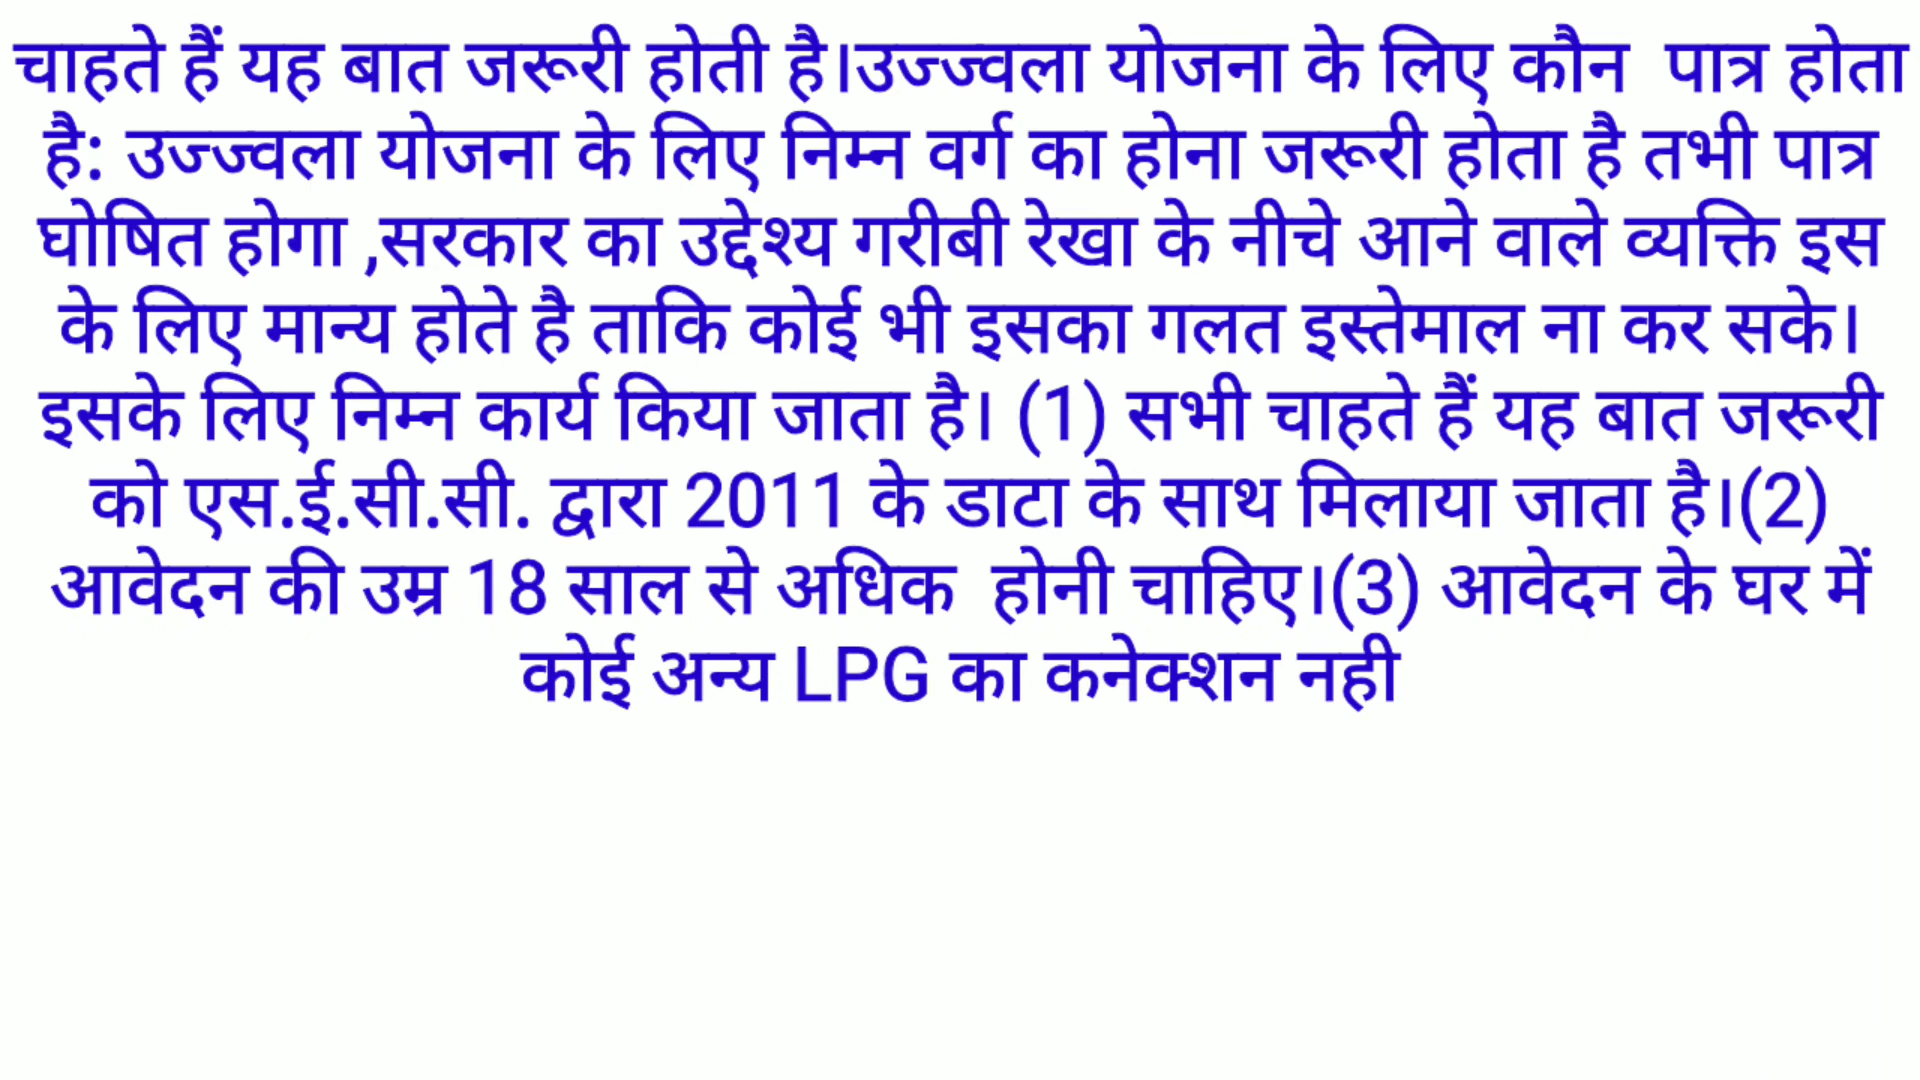 चाहते हैं यह बात जरूरी होती है।उज्ज्वला योजना के लिए कौन  पात्र होता
है: उज्ज्वला योजना के लिए निम्न वर्ग का होना जरूरी होता है तभी पात्र
घोषित होगा ,सरकार का उद्देश्य गरीबी रेखा के नीचे आने वाले व्यक्ति इस
के लिए मान्य होते है ताकि कोई भी इसका गलत इस्तेमाल ना कर सके।
इसके लिए निम्न कार्य किया जाता है। (1) सभी चाहते हैं यह बात जरूरी
को एस.ई.सी.सी. द्वारा 2011 के डाटा के साथ मिलाया जाता है।(2)
आवेदन की उम्र 18 साल से अधिक  होनी चाहिए।(3) आवेदन के घर में
कोई अन्य LPG का कनेक्शन नही